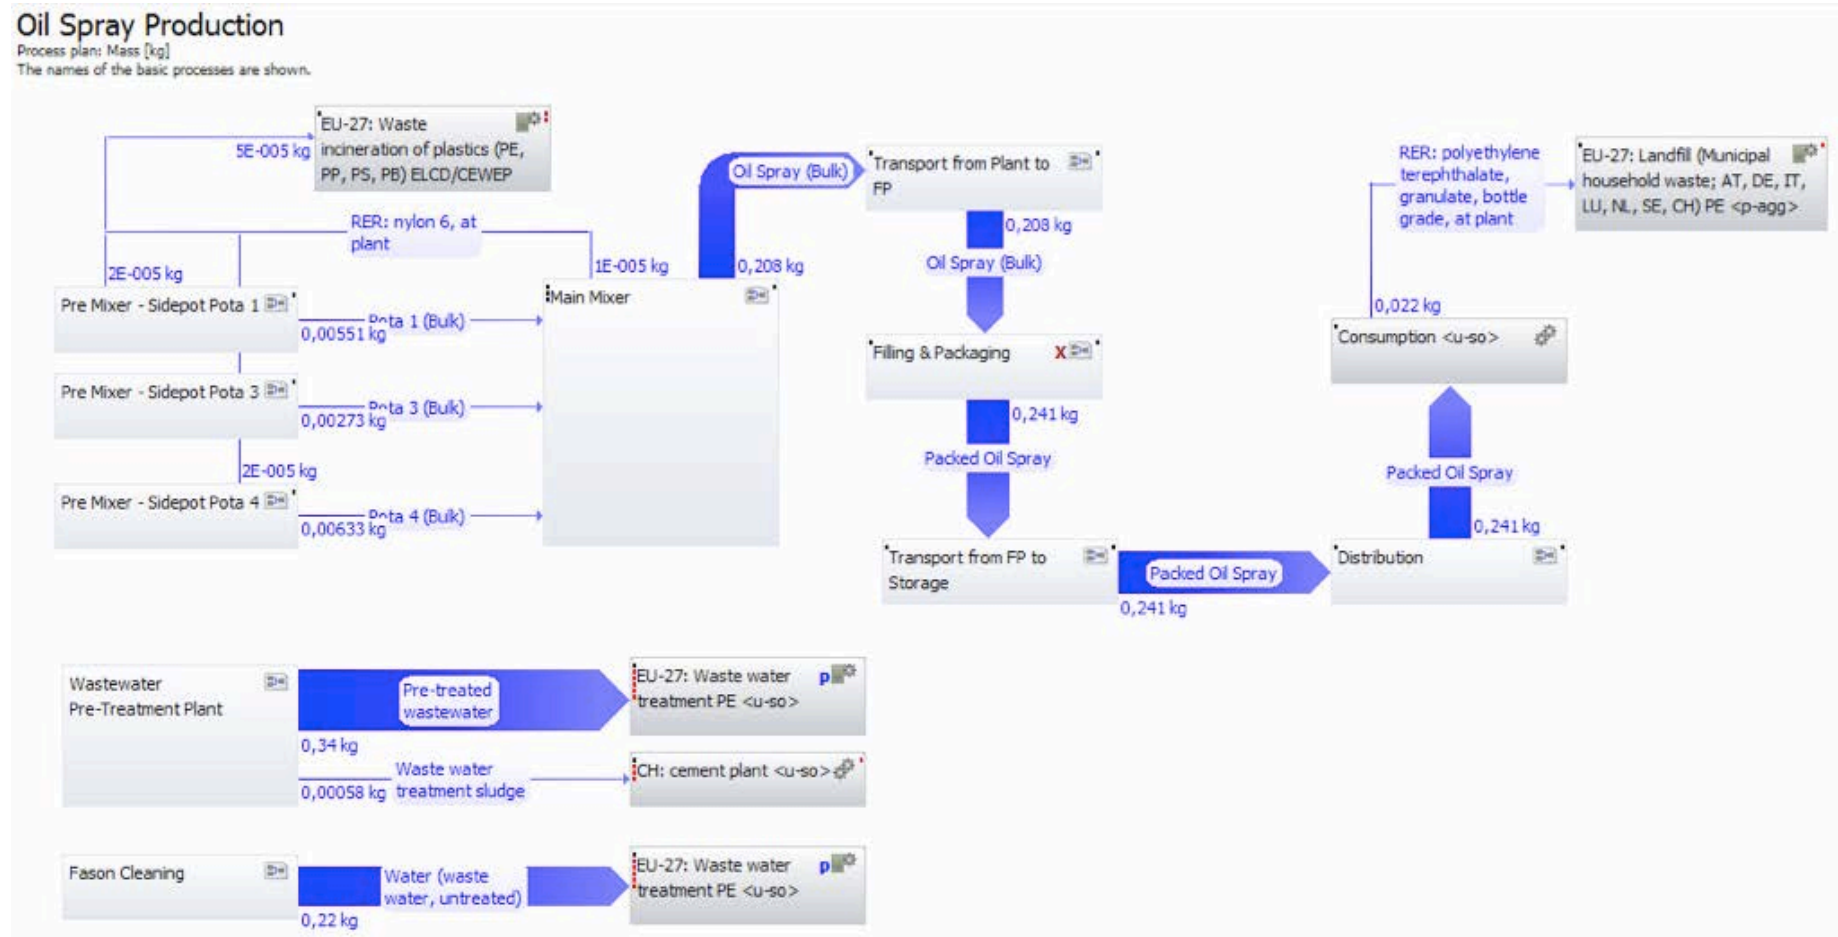 Oil Spray Production
Process plan: Mass [kg]
The names of the basic processes are shown.
EU-27: Waste
incineration of plastics (PE,
PP, PS, PB) ELCD/CEWEP
5E-005 kg
RER: nylon 6, at
plant
2E-005 kg
1E-005 kg
Pre Mixer - Sidepot Pota 1
Pota 1 (Bulk)
0,00551 kg
Pre Mixer - Sidepot Pota 3
Pota 3 (Bulk)
0,00273 kg
2E-005 kg
Pre Mixer - Sidepot Pota 4
Pota 4 (Bulk)
0,00633 kg
Main Mixer
0,208 kg
Oil Spray (Bulk)
Transport from Plant to
FP
0,208 kg
Oil Spray (Bulk)
Filling & Packaging
X
0,241 kg
Packed Oil Spray
Transport from FP to
Storage
Packed Oil Spray
0,241 kg
Distribution
0,241 kg
Packed Oil Spray
Consumption <u-so>
0,022 kg
RER: polyethylene
terephthalate,
granulate, bottle
grade, at plant
EU-27: Landfill (Municipal
household waste; AT, DE, IT,
LU, NL, SE, CH) PE <p-agg>
Wastewater
Pre-Treatment Plant
Pre-treated
wastewater
0,34 kg
EU-27: Waste water
treatment PE <u-so>
p
Waste water
treatment sludge
0,00058 kg
CH: cement plant <u-so>
Fason Cleaning
Water (waste
water, untreated)
0,22 kg
EU-27: Waste water
treatment PE <u-so>
p